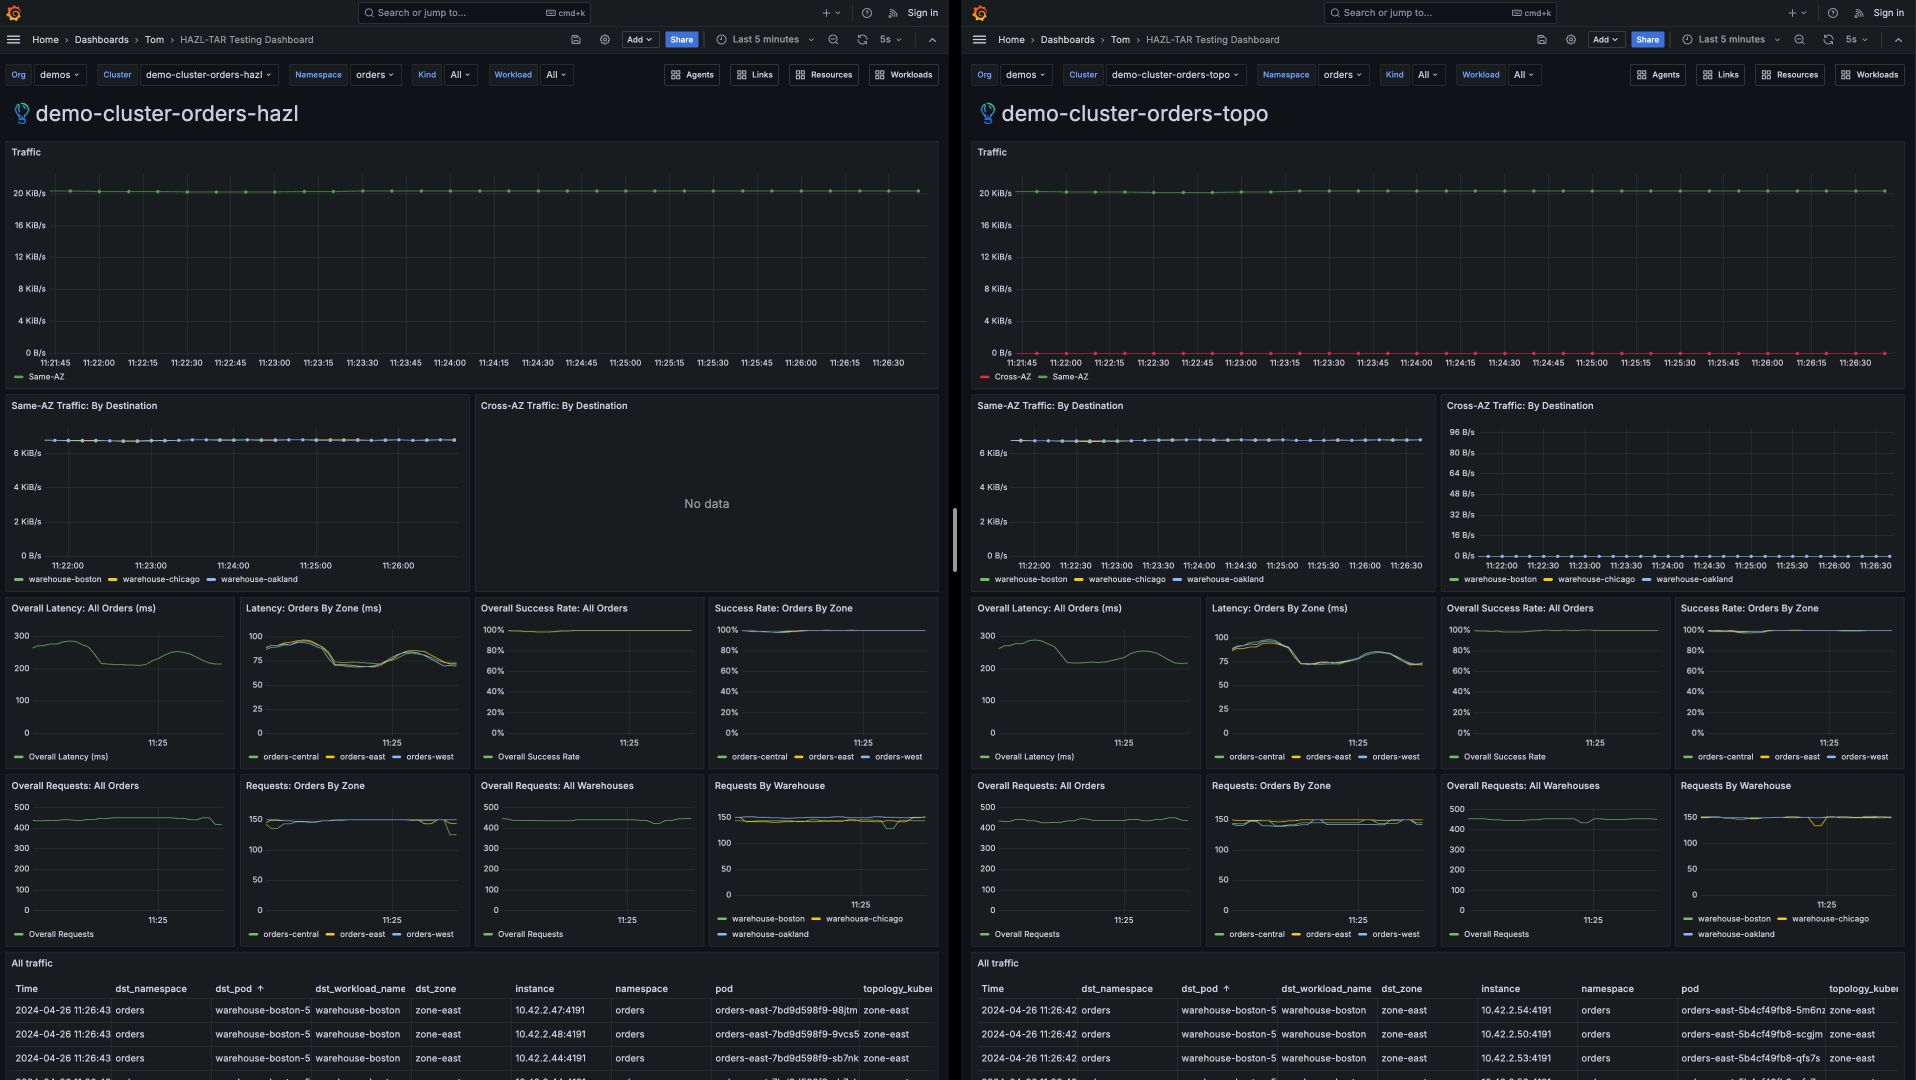 Search or jump to... cmd+k Sign in
Home › Dashboards › Tom › HAZL-TAR Testing Dashboard Add Share Last 5 minutes 5s
Org demos Cluster demo-cluster-orders-hazl Namespace orders Kind All Workload All Agents Links Resources Workloads
demo-cluster-orders-hazl
Traffic
20 KiB/s
16 KiB/s
12 KiB/s
8 KiB/s
4 KiB/s
0 B/s
11:21:45 11:22:00 11:22:15 11:22:30 11:22:45 11:23:00 11:23:15 11:23:30 11:23:45 11:24:00 11:24:15 11:24:30 11:24:45 11:25:00 11:25:15 11:25:30 11:25:45 11:26:00 11:26:15 11:26:30
Same-AZ
Same-AZ Traffic: By Destination
6 KiB/s
4 KiB/s
2 KiB/s
0 B/s
11:22:00 11:23:00 11:24:00 11:25:00 11:26:00
warehouse-boston warehouse-chicago warehouse-oakland
Cross-AZ Traffic: By Destination
No data
Overall Latency: All Orders (ms)
300
200
100
0
11:25
Overall Latency (ms)
Latency: Orders By Zone (ms)
100
75
50
25
0
11:25
orders-central orders-east orders-west
Overall Success Rate: All Orders
100%
80%
60%
40%
20%
0%
11:25
Overall Success Rate
Success Rate: Orders By Zone
100%
80%
60%
40%
20%
0%
11:25
orders-central orders-east orders-west
Overall Requests: All Orders
500
400
300
200
100
0
11:25
Overall Requests
Requests: Orders By Zone
150
100
50
0
11:25
orders-central orders-east orders-west
Overall Requests: All Warehouses
500
400
300
200
100
0
11:25
Overall Requests
Requests By Warehouse
150
100
50
0
11:25
warehouse-boston warehouse-chicago
warehouse-oakland
All traffic
Time dst_namespace dst_pod ↑ dst_workload_name dst_zone instance namespace pod topology_kuber
2024-04-26 11:26:43 orders warehouse-boston-5 warehouse-boston zone-east 10.42.2.47:4191 orders orders-east-7bd9d598f9-98jtm zone-east
2024-04-26 11:26:43 orders warehouse-boston-5 warehouse-boston zone-east 10.42.2.48:4191 orders orders-east-7bd9d598f9-9vcs5 zone-east
2024-04-26 11:26:43 orders warehouse-boston-5 warehouse-boston zone-east 10.42.2.44:4191 orders orders-east-7bd9d598f9-sb7nk zone-east
Search or jump to... cmd+k Sign in
Home › Dashboards › Tom › HAZL-TAR Testing Dashboard Add Share Last 5 minutes 5s
Org demos Cluster demo-cluster-orders-topo Namespace orders Kind All Workload All Agents Links Resources Workloads
demo-cluster-orders-topo
Traffic
20 KiB/s
16 KiB/s
12 KiB/s
8 KiB/s
4 KiB/s
0 B/s
11:21:45 11:22:00 11:22:15 11:22:30 11:22:45 11:23:00 11:23:15 11:23:30 11:23:45 11:24:00 11:24:15 11:24:30 11:24:45 11:25:00 11:25:15 11:25:30 11:25:45 11:26:00 11:26:15 11:26:30
Cross-AZ Same-AZ
Same-AZ Traffic: By Destination
6 KiB/s
4 KiB/s
2 KiB/s
0 B/s
11:22:00 11:22:30 11:23:00 11:23:30 11:24:00 11:24:30 11:25:00 11:25:30 11:26:00 11:26:30
warehouse-boston warehouse-chicago warehouse-oakland
Cross-AZ Traffic: By Destination
96 B/s
80 B/s
64 B/s
48 B/s
32 B/s
16 B/s
0 B/s
11:22:00 11:22:30 11:23:00 11:23:30 11:24:00 11:24:30 11:25:00 11:25:30 11:26:00 11:26:30
warehouse-boston warehouse-chicago warehouse-oakland
Overall Latency: All Orders (ms)
300
200
100
0
11:25
Overall Latency (ms)
Latency: Orders By Zone (ms)
100
75
50
25
0
11:25
orders-central orders-east orders-west
Overall Success Rate: All Orders
100%
80%
60%
40%
20%
0%
11:25
Overall Success Rate
Success Rate: Orders By Zone
100%
80%
60%
40%
20%
0%
11:25
orders-central orders-east orders-west
Overall Requests: All Orders
500
400
300
200
100
0
11:25
Overall Requests
Requests: Orders By Zone
150
100
50
0
11:25
orders-central orders-east orders-west
Overall Requests: All Warehouses
500
400
300
200
100
0
11:25
Overall Requests
Requests By Warehouse
150
100
50
0
11:25
warehouse-boston warehouse-chicago
warehouse-oakland
All traffic
Time dst_namespace dst_pod ↑ dst_workload_name dst_zone instance namespace pod topology_kuber
2024-04-26 11:26:42 orders warehouse-boston-5 warehouse-boston zone-east 10.42.2.54:4191 orders orders-east-5b4cf49fb8-5m6nz zone-east
2024-04-26 11:26:42 orders warehouse-boston-5 warehouse-boston zone-east 10.42.2.50:4191 orders orders-east-5b4cf49fb8-scgjm zone-east
2024-04-26 11:26:42 orders warehouse-boston-5 warehouse-boston zone-east 10.42.2.53:4191 orders orders-east-5b4cf49fb8-qfs7s zone-east